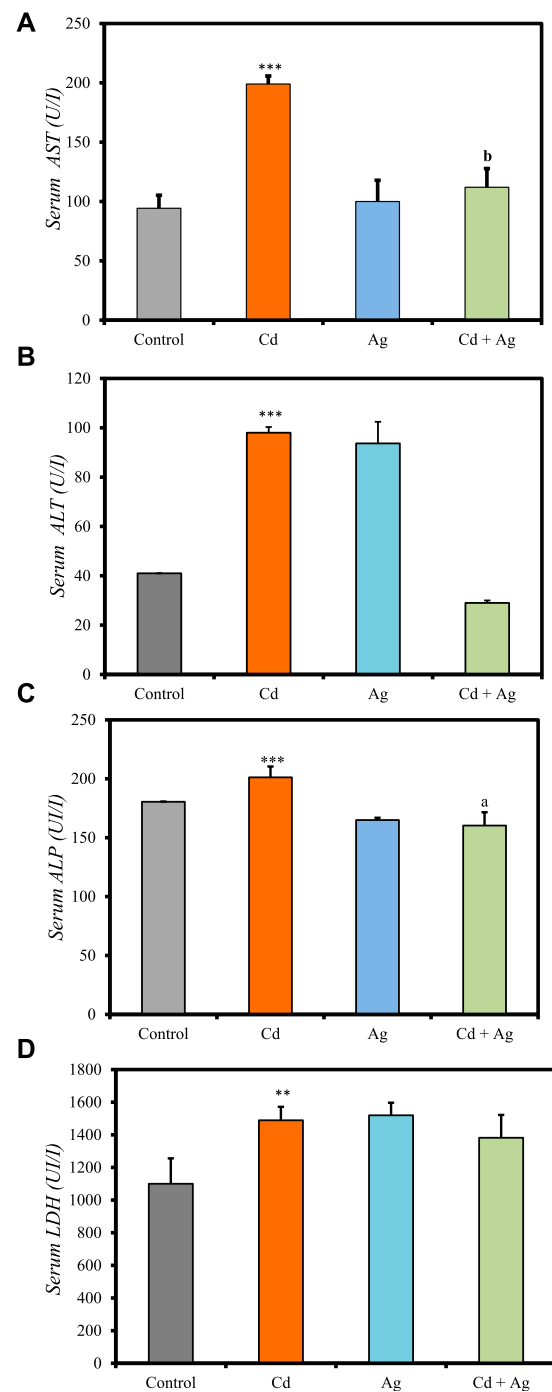 A
Serum AST (U/I)
250
200
150
100
50
0
***
b
Control Cd Ag Cd + Ag
B
Serum ALT (U/I)
120
100
80
60
40
20
0
***
Control Cd Ag Cd + Ag
C
Serum ALP (UI/I)
250
200
150
100
50
0
***
a
Control Cd Ag Cd + Ag
D
Serum LDH (UI/I)
1800
1600
1400
1200
1000
800
600
400
200
0
**
Control Cd Ag Cd + Ag